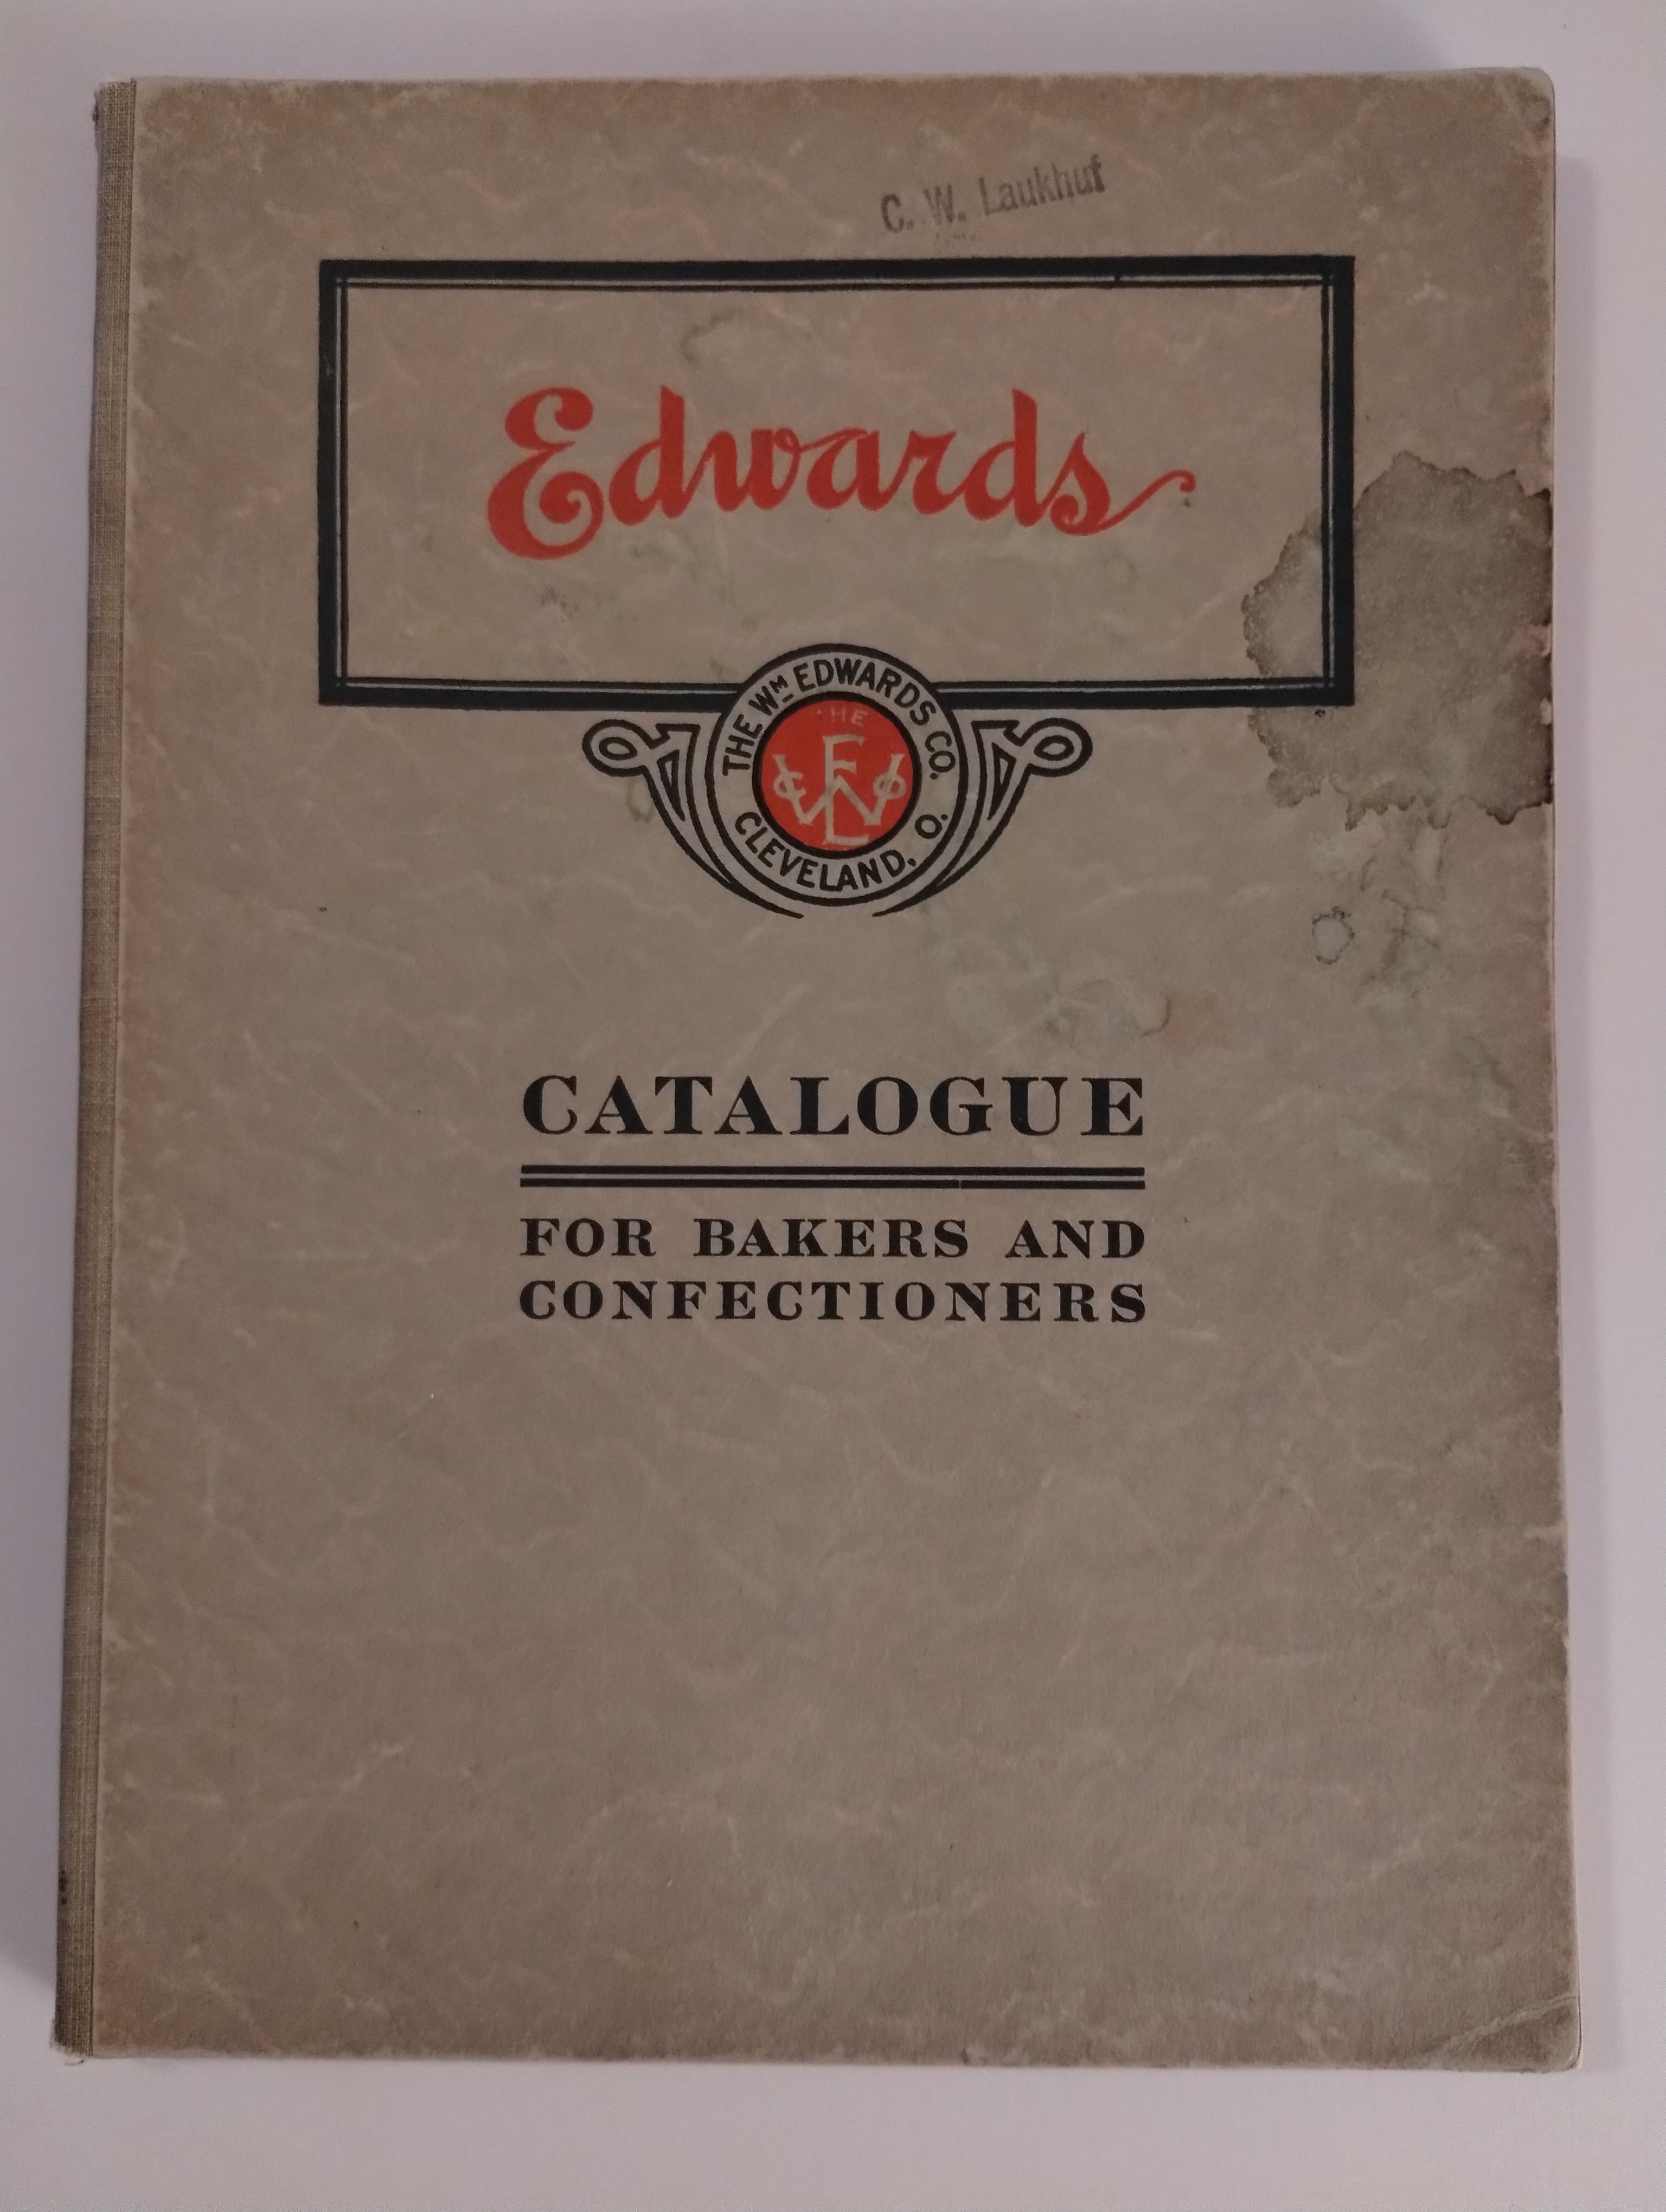 C. W. Laukhuf
Edwards
THE WM EDWARDS CO.
THE
CLEVELAND, O.
CATALOGUE
FOR BAKERS AND
CONFECTIONERS